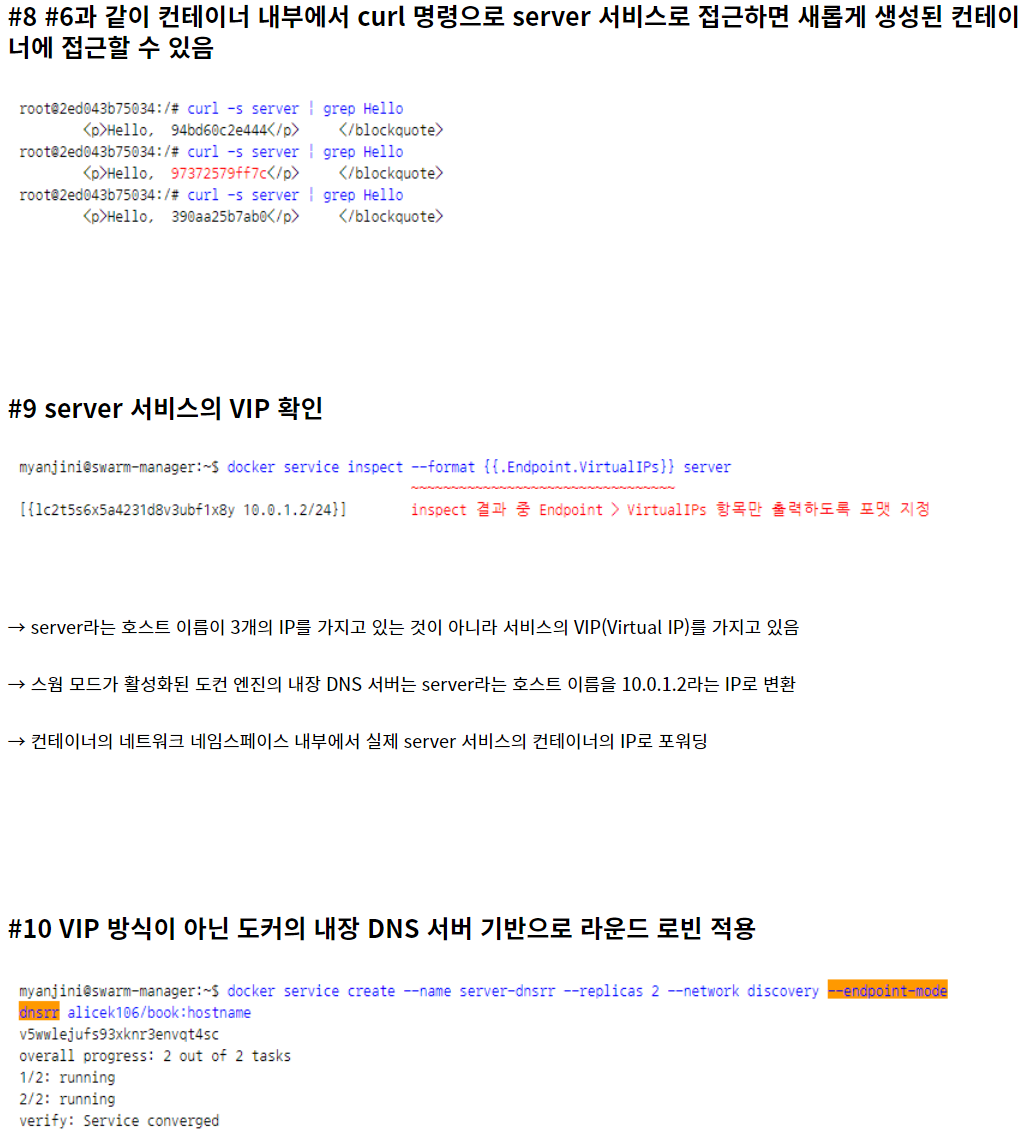 #8 #6과 같이 컨테이너 내부에서 curl 명령으로 server 서비스로 접근하면 새롭게 생성된 컨테이
너에 접근할 수 있음
root@2ed043b75034:/# curl -s server | grep Hello
<p>Hello, 94bd60c2e444</p> </blockquote>
root@2ed043b75034:/# curl -s server | grep Hello
<p>Hello, 97372579ff7c</p> </blockquote>
root@2ed043b75034:/# curl -s server | grep Hello
<p>Hello, 390aa25b7ab0</p> </blockquote>
#9 server 서비스의 VIP 확인
myanjini@swarm-manager:~$ docker service inspect --format {{.Endpoint.VirtualIPs}} server
~~~~~~~~~~~~~~~~~~~~~~~~~~~~~~~~~
[{lc2t5s6x5a4231d8v3ubf1x8y 10.0.1.2/24}] inspect 결과 중 Endpoint > VirtualIPs 항목만 출력하도록 포맷 지정
→ server라는 호스트 이름이 3개의 IP를 가지고 있는 것이 아니라 서비스의 VIP(Virtual IP)를 가지고 있음
→ 스웜 모드가 활성화된 도컨 엔진의 내장 DNS 서버는 server라는 호스트 이름을 10.0.1.2라는 IP로 변환
→ 컨테이너의 네트워크 네임스페이스 내부에서 실제 server 서비스의 컨테이너의 IP로 포워딩
#10 VIP 방식이 아닌 도커의 내장 DNS 서버 기반으로 라운드 로빈 적용
myanjini@swarm-manager:~$ docker service create --name server-dnsrr --replicas 2 --network discovery --endpoint-mode
dnsrr alicek106/book:hostname
v5wwlejufs93xknr3envqt4sc
overall progress: 2 out of 2 tasks
1/2: running
2/2: running
verify: Service converged